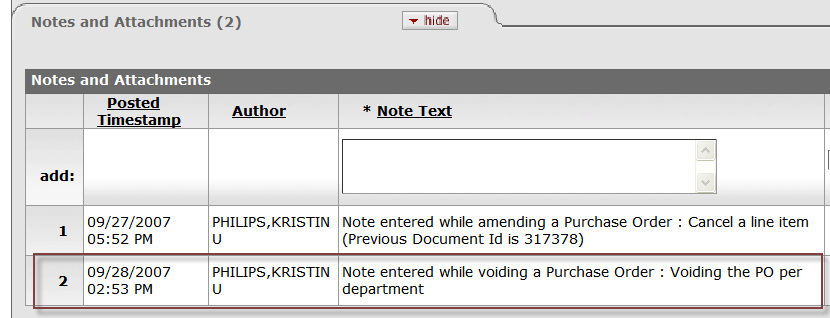 Notes and Attachments (2)
hide
Notes and Attachments
Posted
Timestamp
Author
* Note Text
add:
1
09/27/2007
05:52 PM
PHILIPS,KRISTIN
U
Note entered while amending a Purchase Order : Cancel a line item
(Previous Document Id is 317378)
2
09/28/2007
02:53 PM
PHILIPS,KRISTIN
U
Note entered while voiding a Purchase Order : Voiding the PO per
department